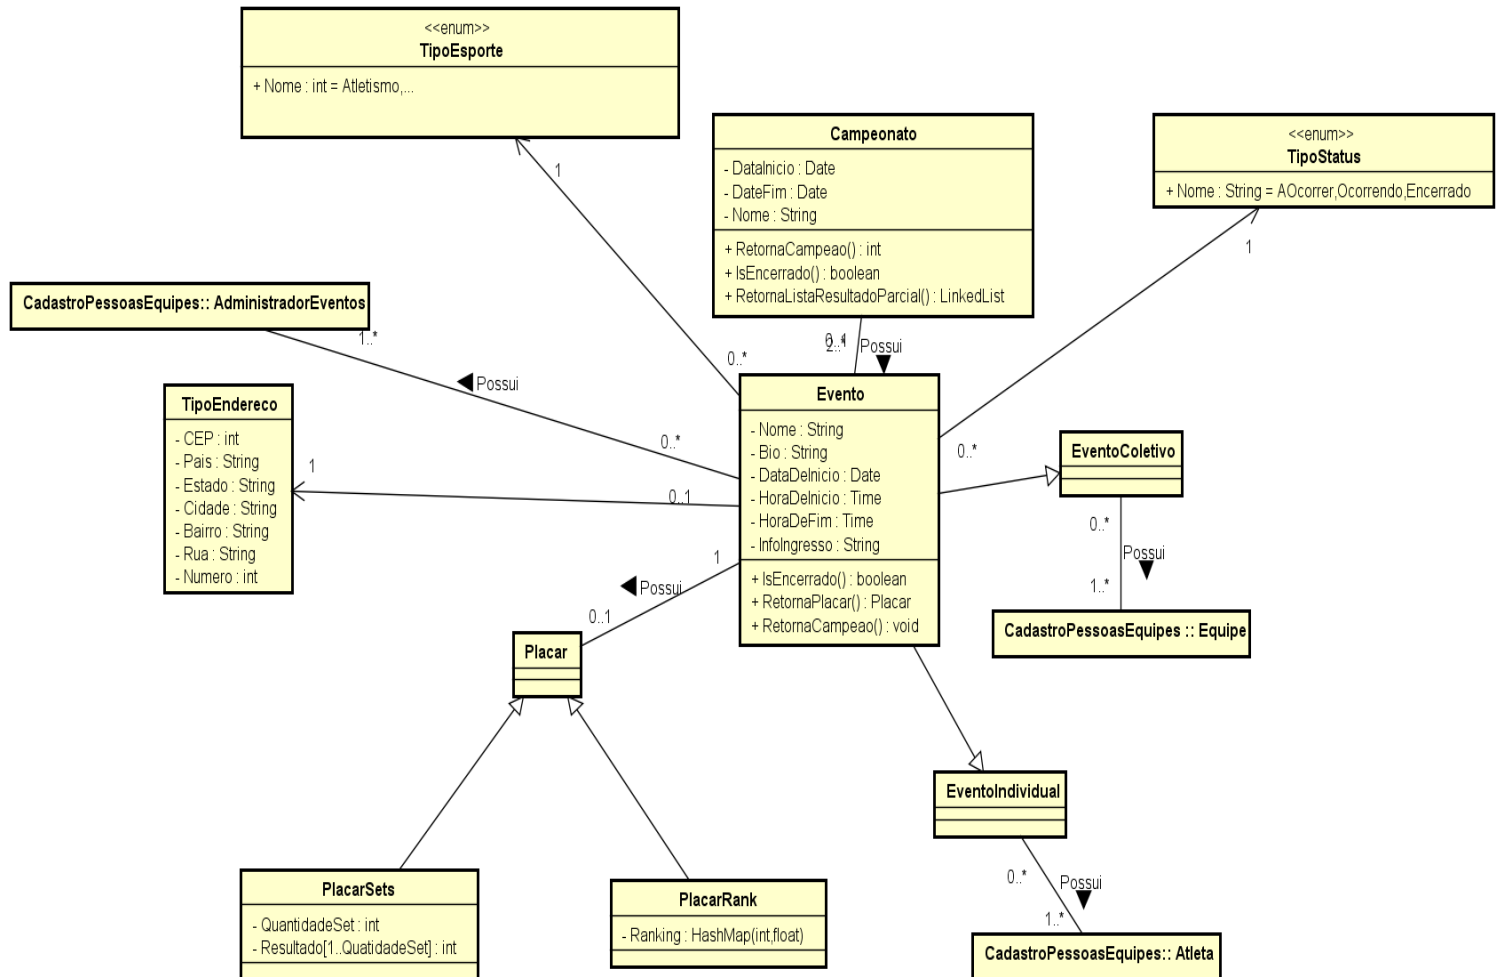 <<enum>>
TipoEsporte
+ Nome : int = Atletismo,...
Campeonato
- DataInicio : Date
- DateFim : Date
- Nome : String
+ RetornaCampeao() : int
+ IsEncerrado() : boolean
+ RetornaListaResultadoParcial() : LinkedList
<<enum>>
TipoStatus
+ Nome : String = AOcorrer,Ocorrendo,Encerrado
1
1
CadastroPessoasEquipes:: AdministradorEventos
1..*
0..1
2..*
Possui
0..*
Possui
0..*
0..*
TipoEndereco
- CEP : int
- Pais : String
- Estado : String
- Cidade : String
- Bairro : String
- Rua : String
- Numero : int
1
0..1
Evento
- Nome : String
- Bio : String
- DataDeInicio : Date
- HoraDeInicio : Time
- HoraDeFim : Time
- InfoIngresso : String
+ IsEncerrado() : boolean
+ RetornaPlacar() : Placar
+ RetornaCampeao() : void
EventoColetivo
0..*
Possui
1..*
CadastroPessoasEquipes :: Equipe
1
Possui
0..1
Placar
EventoIndividual
0..*
Possui
1..*
CadastroPessoasEquipes:: Atleta
PlacarSets
- QuantidadeSet : int
- Resultado[1..QuatidadeSet] : int
PlacarRank
- Ranking : HashMap(int,float)